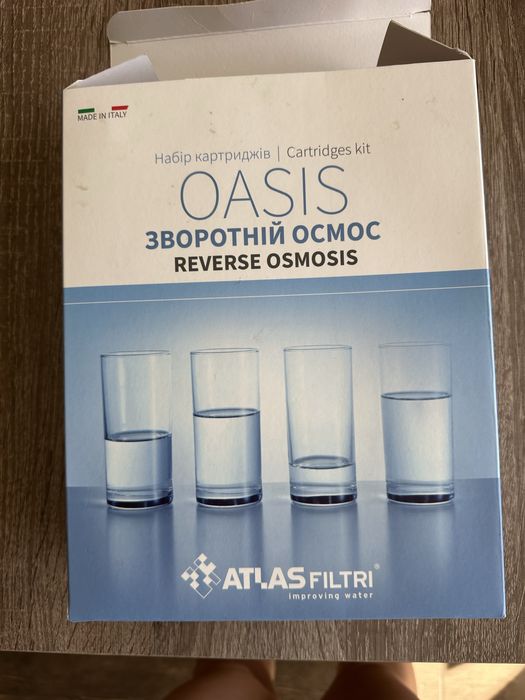 MADE IN ITALY
Набір картриджів | Cartridges kit
OASIS
ЗВОРОТНІЙ ОСМОС
REVERSE OSMOSIS
ATLAS FILTRI®
improving water